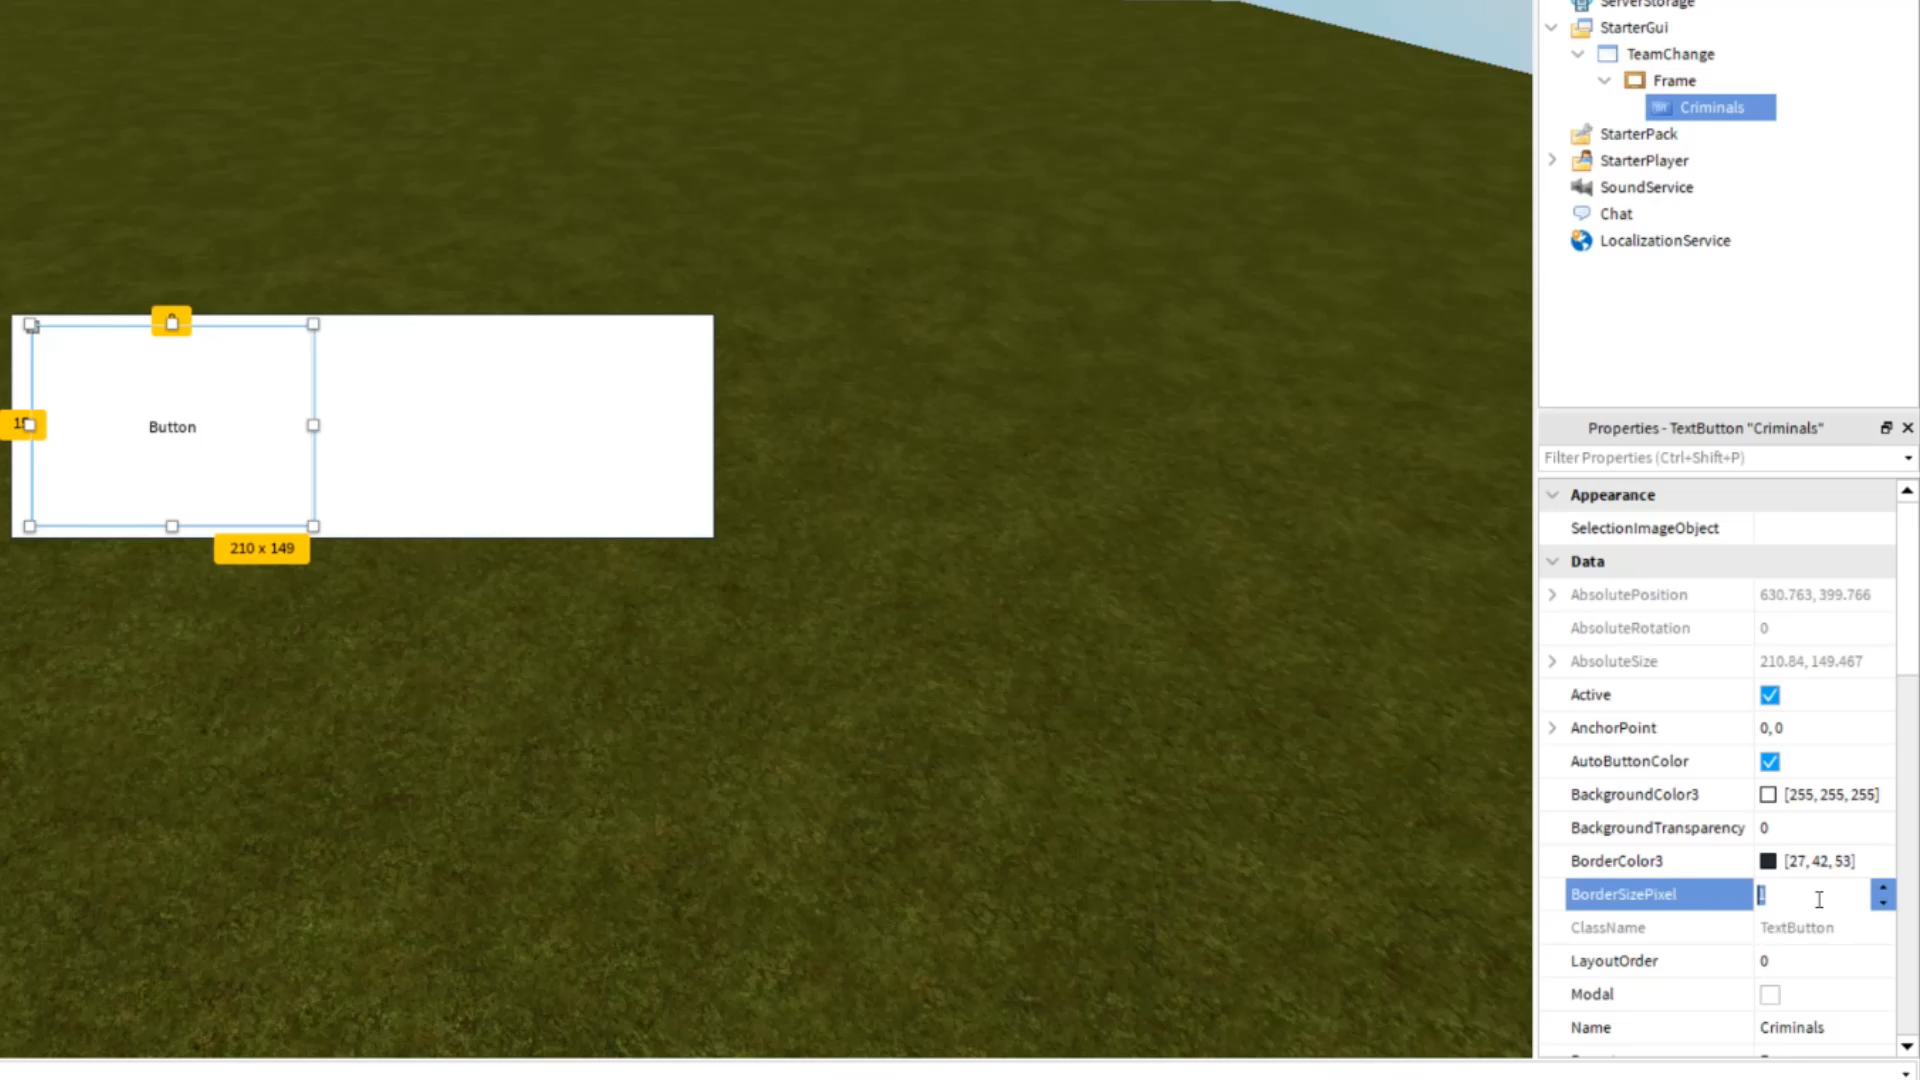 ServerStorage
StarterGui
TeamChange
Frame
Criminals
StarterPack
StarterPlayer
SoundService
Chat
LocalizationService
Button
210 x 149
Properties - TextButton "Criminals"
Filter Properties (Ctrl+Shift+P)
Appearance
SelectionImageObject
Data
AbsolutePosition 630.763, 399.766
AbsoluteRotation 0
AbsoluteSize 210.84, 149.467
Active
AnchorPoint 0, 0
AutoButtonColor
BackgroundColor3 [255, 255, 255]
BackgroundTransparency 0
BorderColor3 [27, 42, 53]
BorderSizePixel
ClassName TextButton
LayoutOrder 0
Modal
Name Criminals